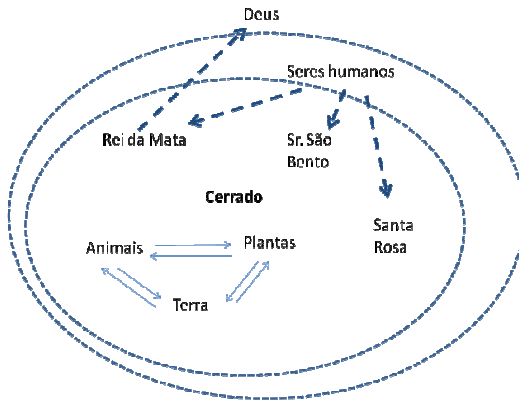 Deus
Seres humanos
Rei da Mata
Sr. São
Bento
Cerrado
Santa
Rosa
Animais
Plantas
Terra